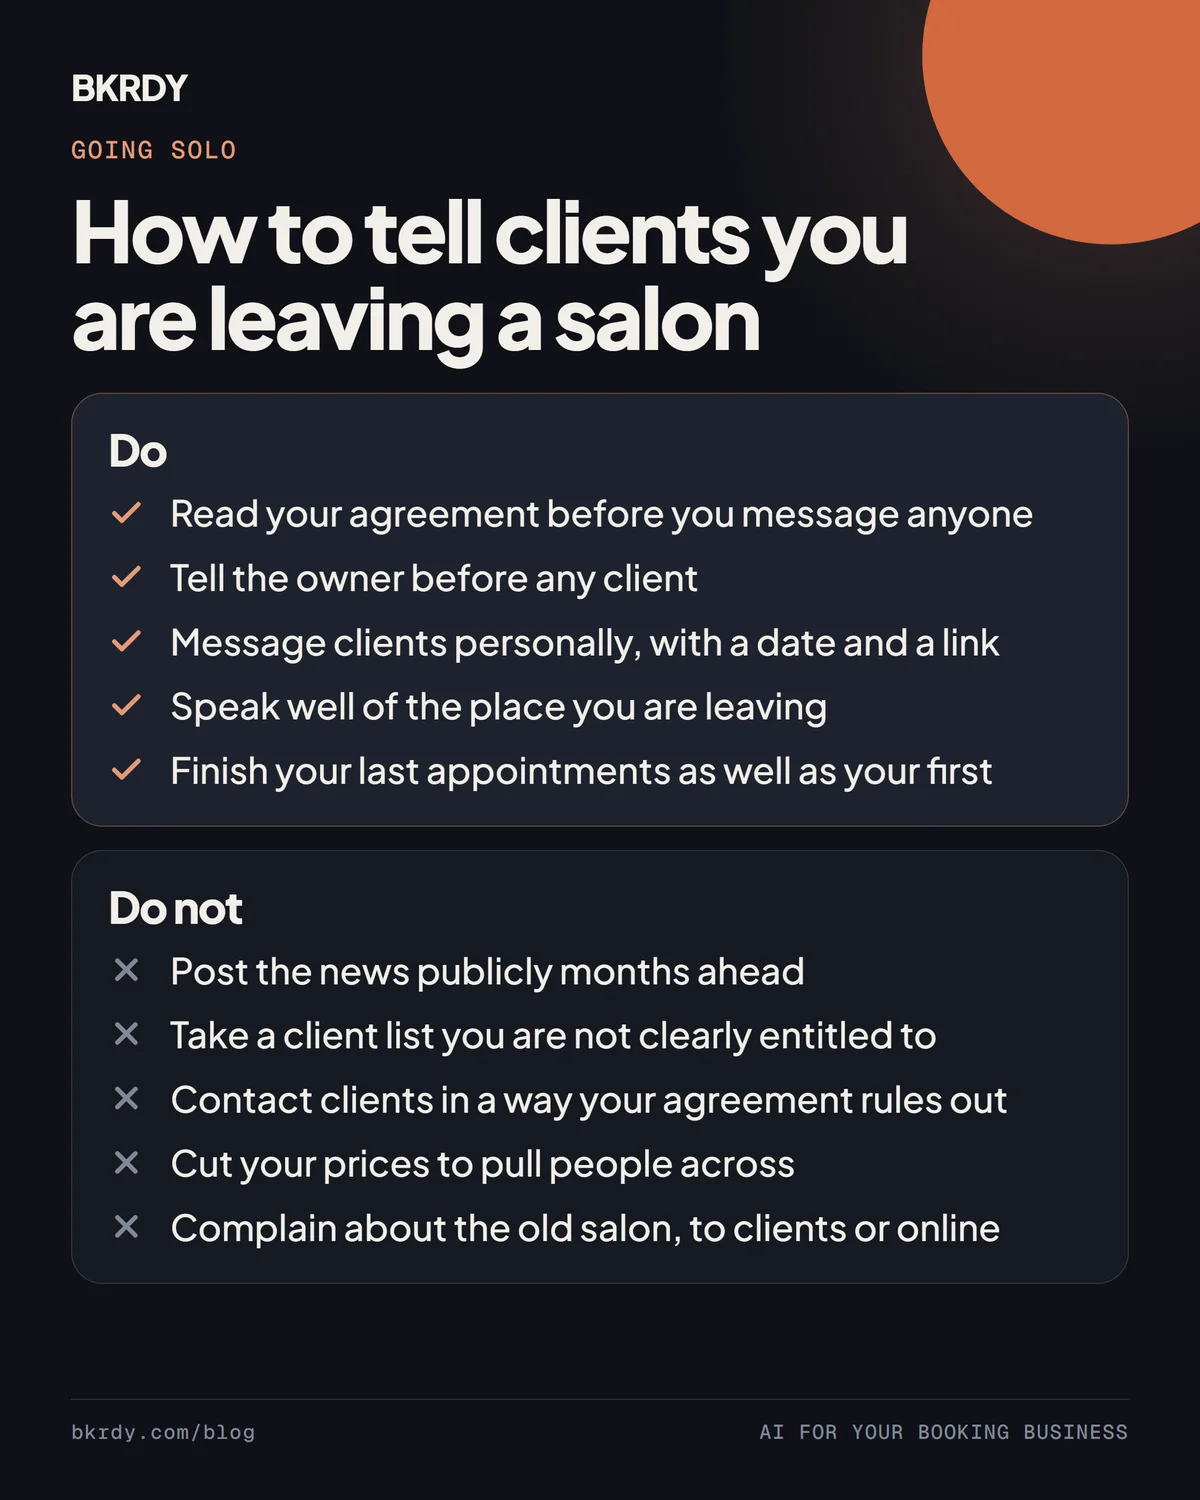 BKRDY
GOING SOLO
How to tell clients you
are leaving a salon
Do
Read your agreement before you message anyone
Tell the owner before any client
Message clients personally, with a date and a link
Speak well of the place you are leaving
Finish your last appointments as well as your first
Do not
Post the news publicly months ahead
Take a client list you are not clearly entitled to
Contact clients in a way your agreement rules out
Cut your prices to pull people across
Complain about the old salon, to clients or online
bkrdy.com/blog
AI FOR YOUR BOOKING BUSINESS